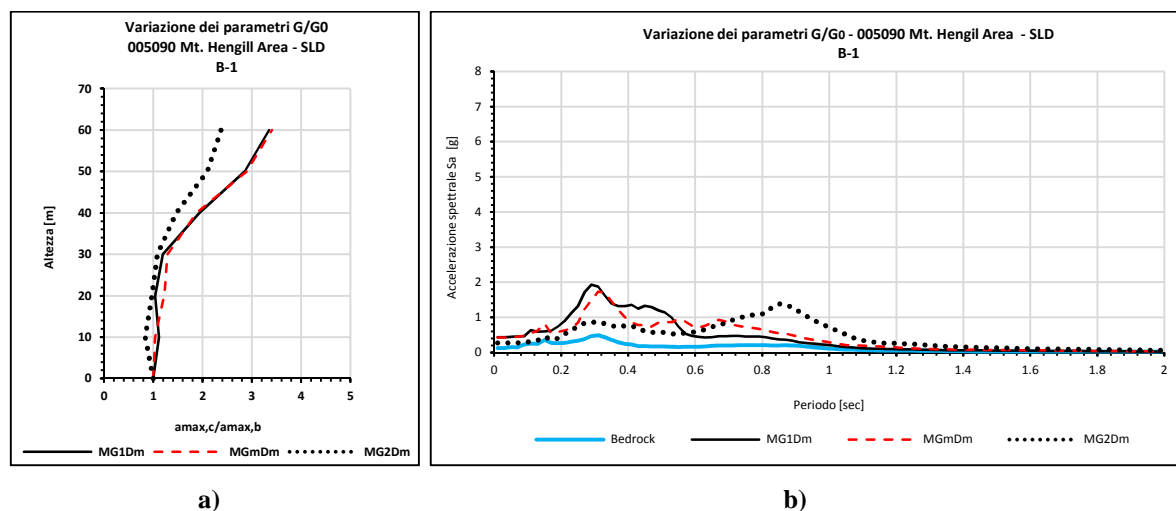 Variazione dei parametri G/G0
005090 Mt. Hengill Area - SLD
B-1
Altezza [m]
70
60
50
40
30
20
10
0
0 1 2 3 4 5
amax,c/amax,b
MG1Dm MGmDm MG2Dm
a)
Variazione dei parametri G/G0 - 005090 Mt. Hengill Area - SLD
B-1
Accelerazione spettrale Sa [g]
8
7
6
5
4
3
2
1
0
0 0.2 0.4 0.6 0.8 1 1.2 1.4 1.6 1.8 2
Periodo [sec]
Bedrock MG1Dm MGmDm MG2Dm
b)